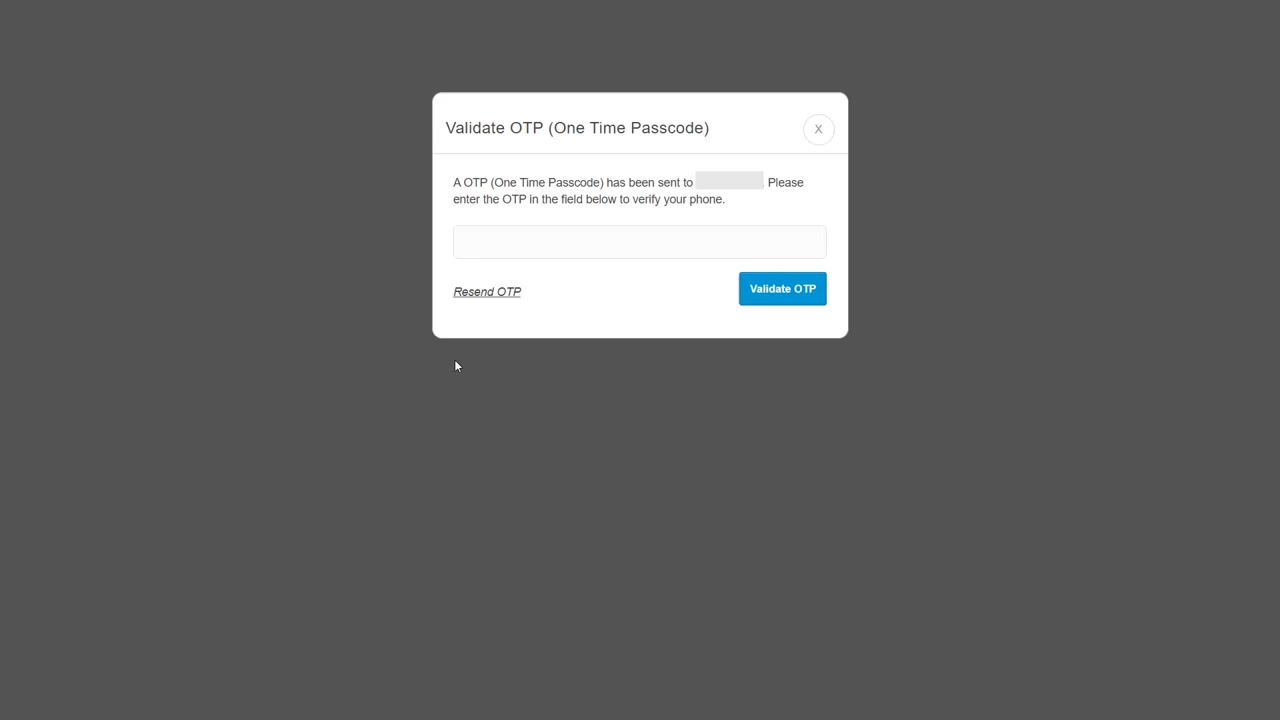 Validate OTP (One Time Passcode)
X
A OTP (One Time Passcode) has been sent to Please
enter the OTP in the field below to verify your phone.
Resend OTP
Validate OTP